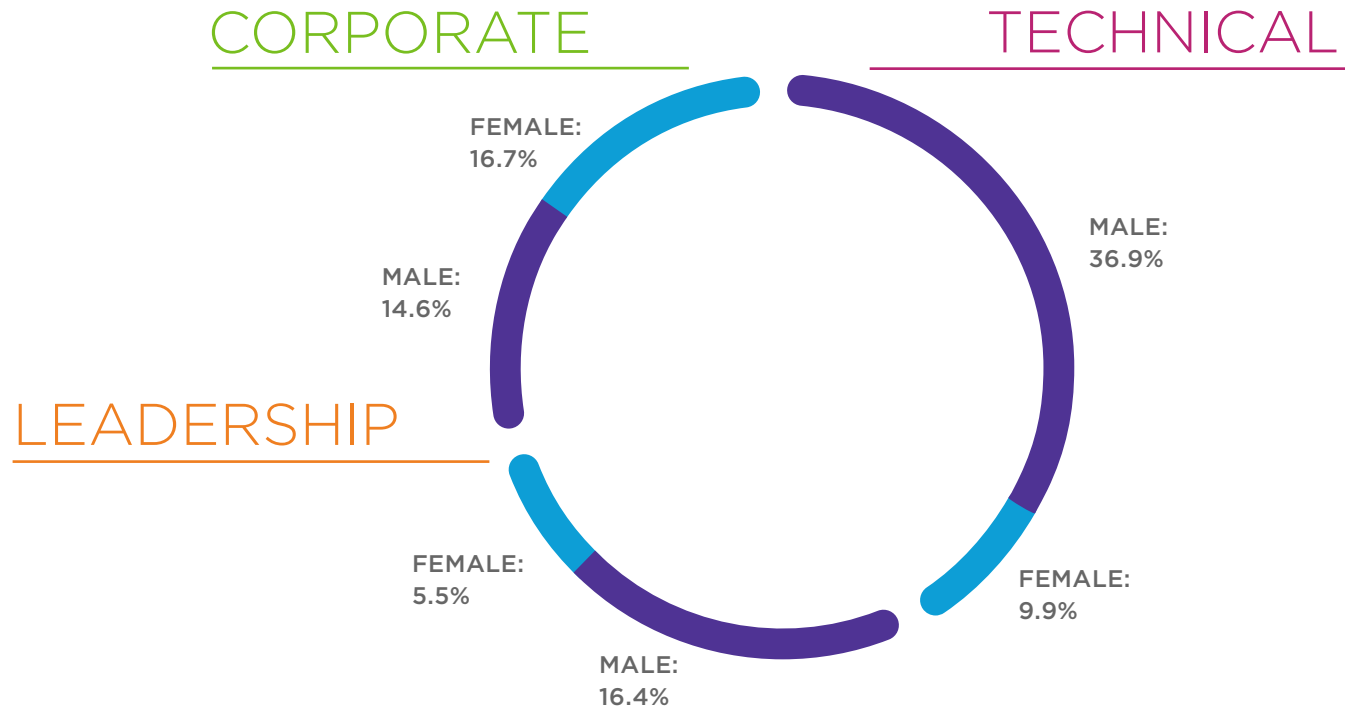 CORPORATE
TECHNICAL
FEMALE:
16.7%
MALE:
36.9%
MALE:
14.6%
LEADERSHIP
FEMALE:
5.5%
FEMALE:
9.9%
MALE:
16.4%